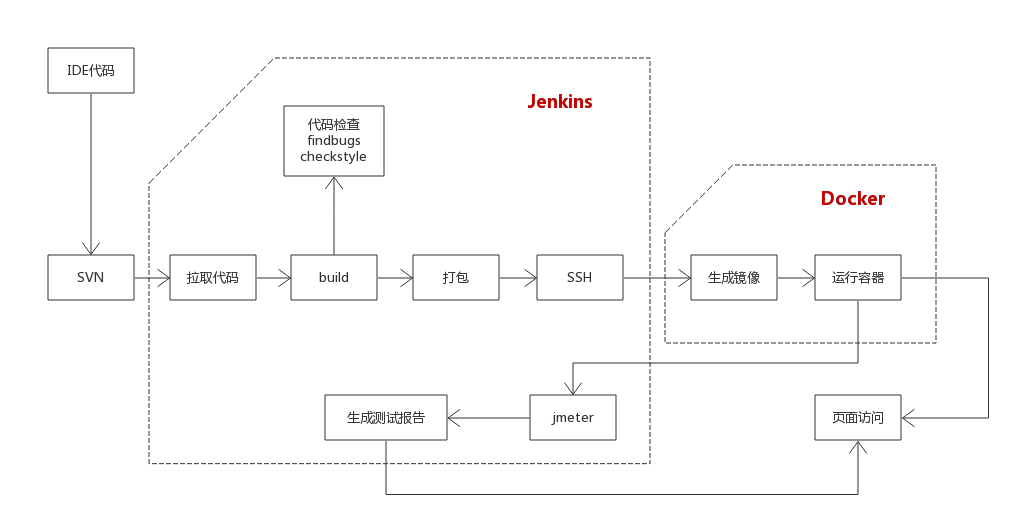 IDE代码
Jenkins
代码检查
findbugs
checkstyle
Docker
SVN
拉取代码
build
打包
SSH
生成镜像
运行容器
生成测试报告
jmeter
页面访问